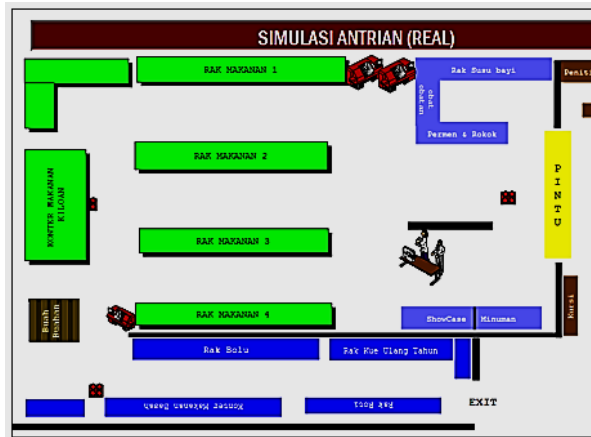 SIMULASI ANTRIAN (REAL)
RAK MAKANAN 1
Rak Susu bayi
obat
obatan
Peniti
Permen & Rokok
RAK MAKANAN 2
KONTER MAKANAN
KILOAN
PINTU
RAK MAKANAN 3
Buah
Buahan
RAK MAKANAN 4
ShowCase Minuman
Kursi
Rak Bolu
Rak Kue Ulang Tahun
Konter Makanan Basah
Rak Roti
EXIT